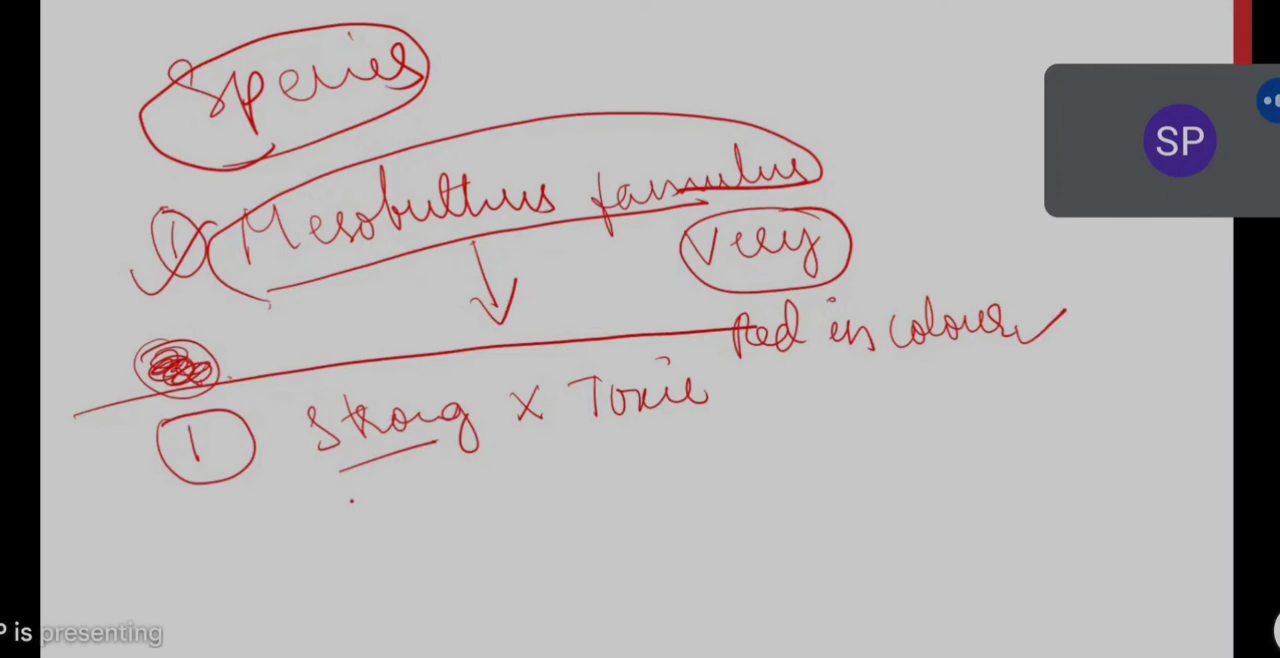 Species
① Mesobuthus famulus
Very
Red in colour
① Strong x Toxic
SP
P is presenting